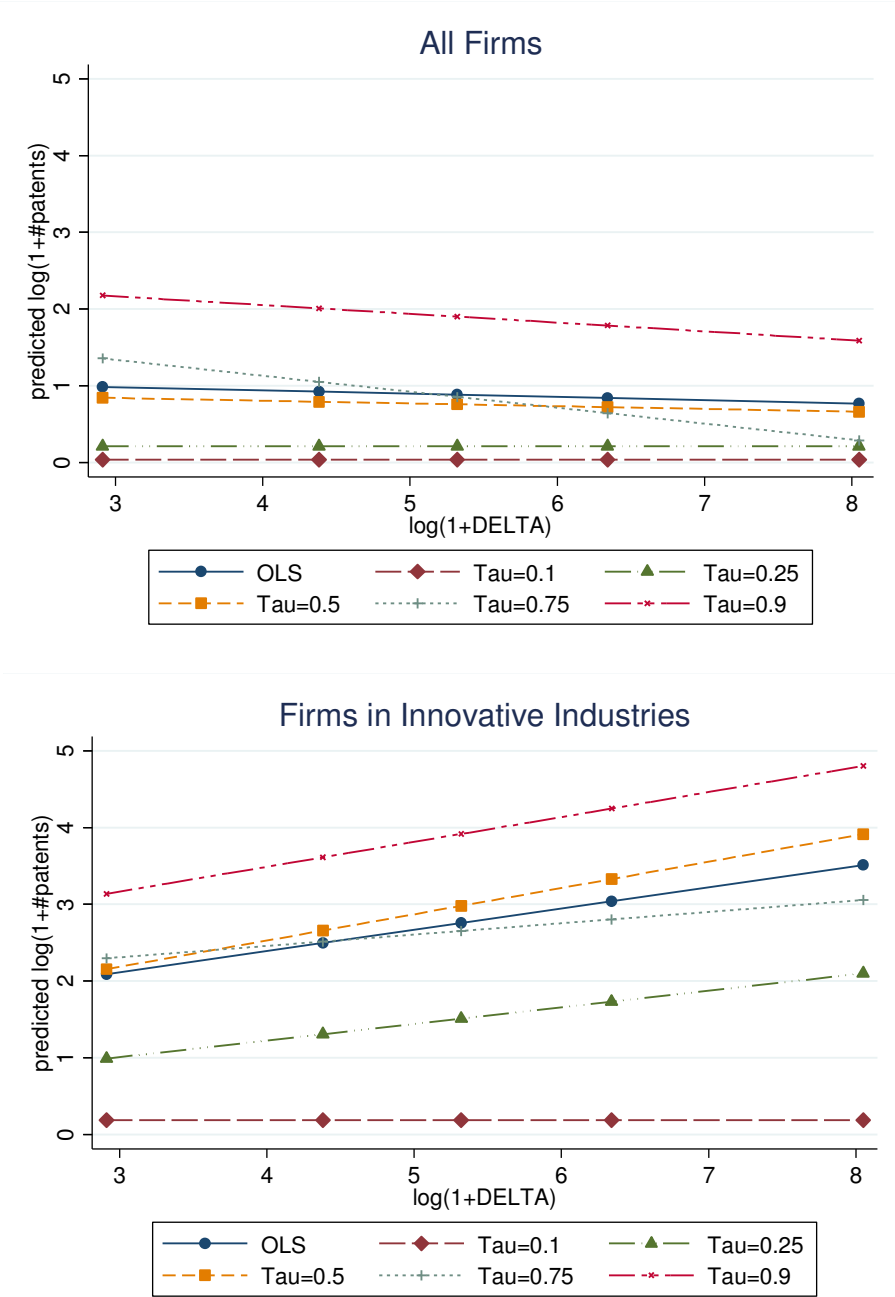 All Firms
predicted log(1+#patents)
5
4
3
2
1
0
3 4 5 6 7 8
log(1+DELTA)
OLS Tau=0.1 Tau=0.25
Tau=0.5 Tau=0.75 Tau=0.9
Firms in Innovative Industries
predicted log(1+#patents)
5
4
3
2
1
0
3 4 5 6 7 8
log(1+DELTA)
OLS Tau=0.1 Tau=0.25
Tau=0.5 Tau=0.75 Tau=0.9